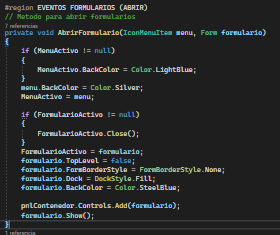 #region EVENTOS FORMULARIOS (ABRIR)
// Metodo para abrir formularios
7 referencias
private void AbrirFormulario(IconMenuItem menu, Form formulario)
{
if (MenuActivo != null)
{
MenuActivo.BackColor = Color.LightBlue;
}
menu.BackColor = Color.Silver;
MenuActivo = menu;
if (FormularioActivo != null)
{
FormularioActivo.Close();
}
FormularioActivo = formulario;
formulario.TopLevel = false;
formulario.FormBorderStyle = FormBorderStyle.None;
formulario.Dock = DockStyle.Fill;
formulario.BackColor = Color.SteelBlue;
pnlContenedor.Controls.Add(formulario);
formulario.Show();
}
1 referencia